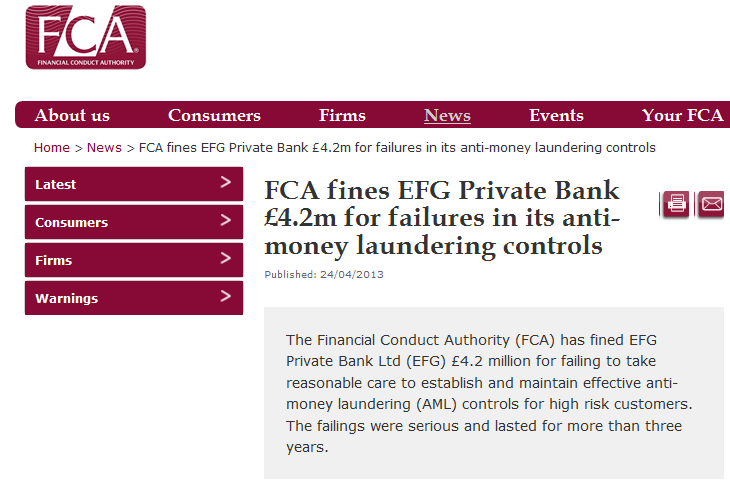 FCA
FINANCIAL CONDUCT AUTHORITY
About us Consumers Firms News Events Your FCA
Home > News > FCA fines EFG Private Bank £4.2m for failures in its anti-money laundering controls
Latest >
Consumers >
Firms >
Warnings >
FCA fines EFG Private Bank
£4.2m for failures in its anti-
money laundering controls
Published: 24/04/2013
The Financial Conduct Authority (FCA) has fined EFG
Private Bank Ltd (EFG) £4.2 million for failing to take
reasonable care to establish and maintain effective anti-
money laundering (AML) controls for high risk customers.
The failings were serious and lasted for more than three
years.